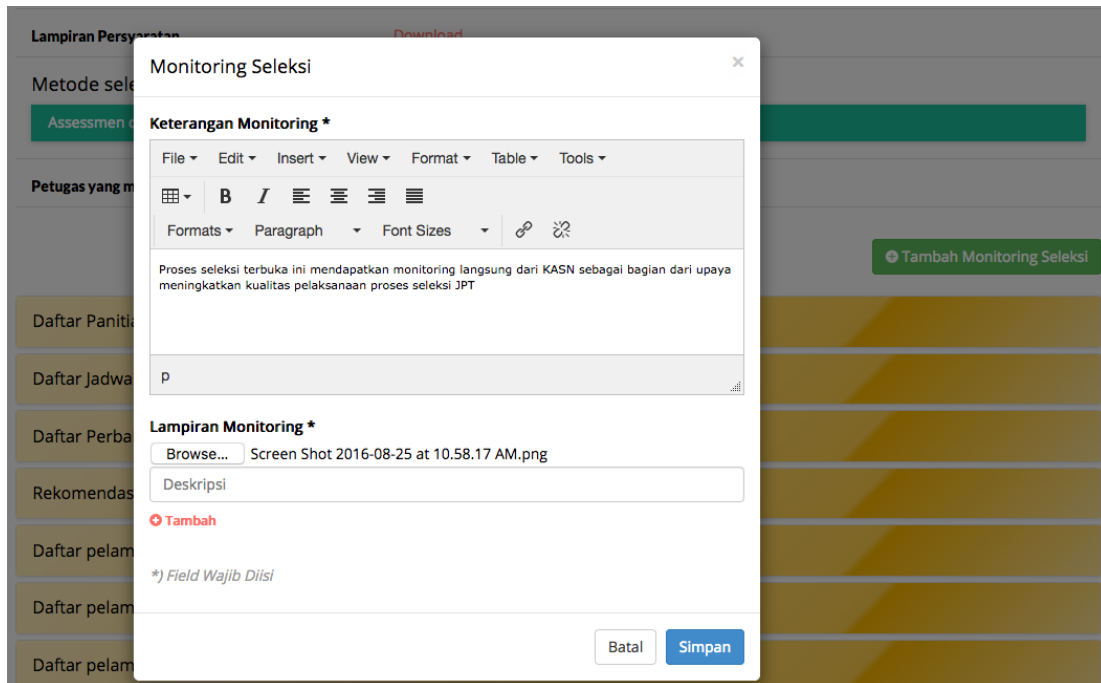 Lampiran Persyaratan Download
Monitoring Seleksi ×
Metode sele
Assessmen d
Keterangan Monitoring *
File Edit Insert View Format Table Tools
Petugas yang m
B I
Formats Paragraph Font Sizes
Tambah Monitoring Seleksi
Proses seleksi terbuka ini mendapatkan monitoring langsung dari KASN sebagai bagian dari upaya
meningkatkan kualitas pelaksanaan proses seleksi JPT
Daftar Paniti
Daftar Jadwa
p
Daftar Perba
Lampiran Monitoring *
Browse... Screen Shot 2016-08-25 at 10.58.17 AM.png
Deskripsi
Rekomendas
Tambah
Daftar pelam
*) Field Wajib Diisi
Daftar pelam
Batal Simpan
Daftar pelam